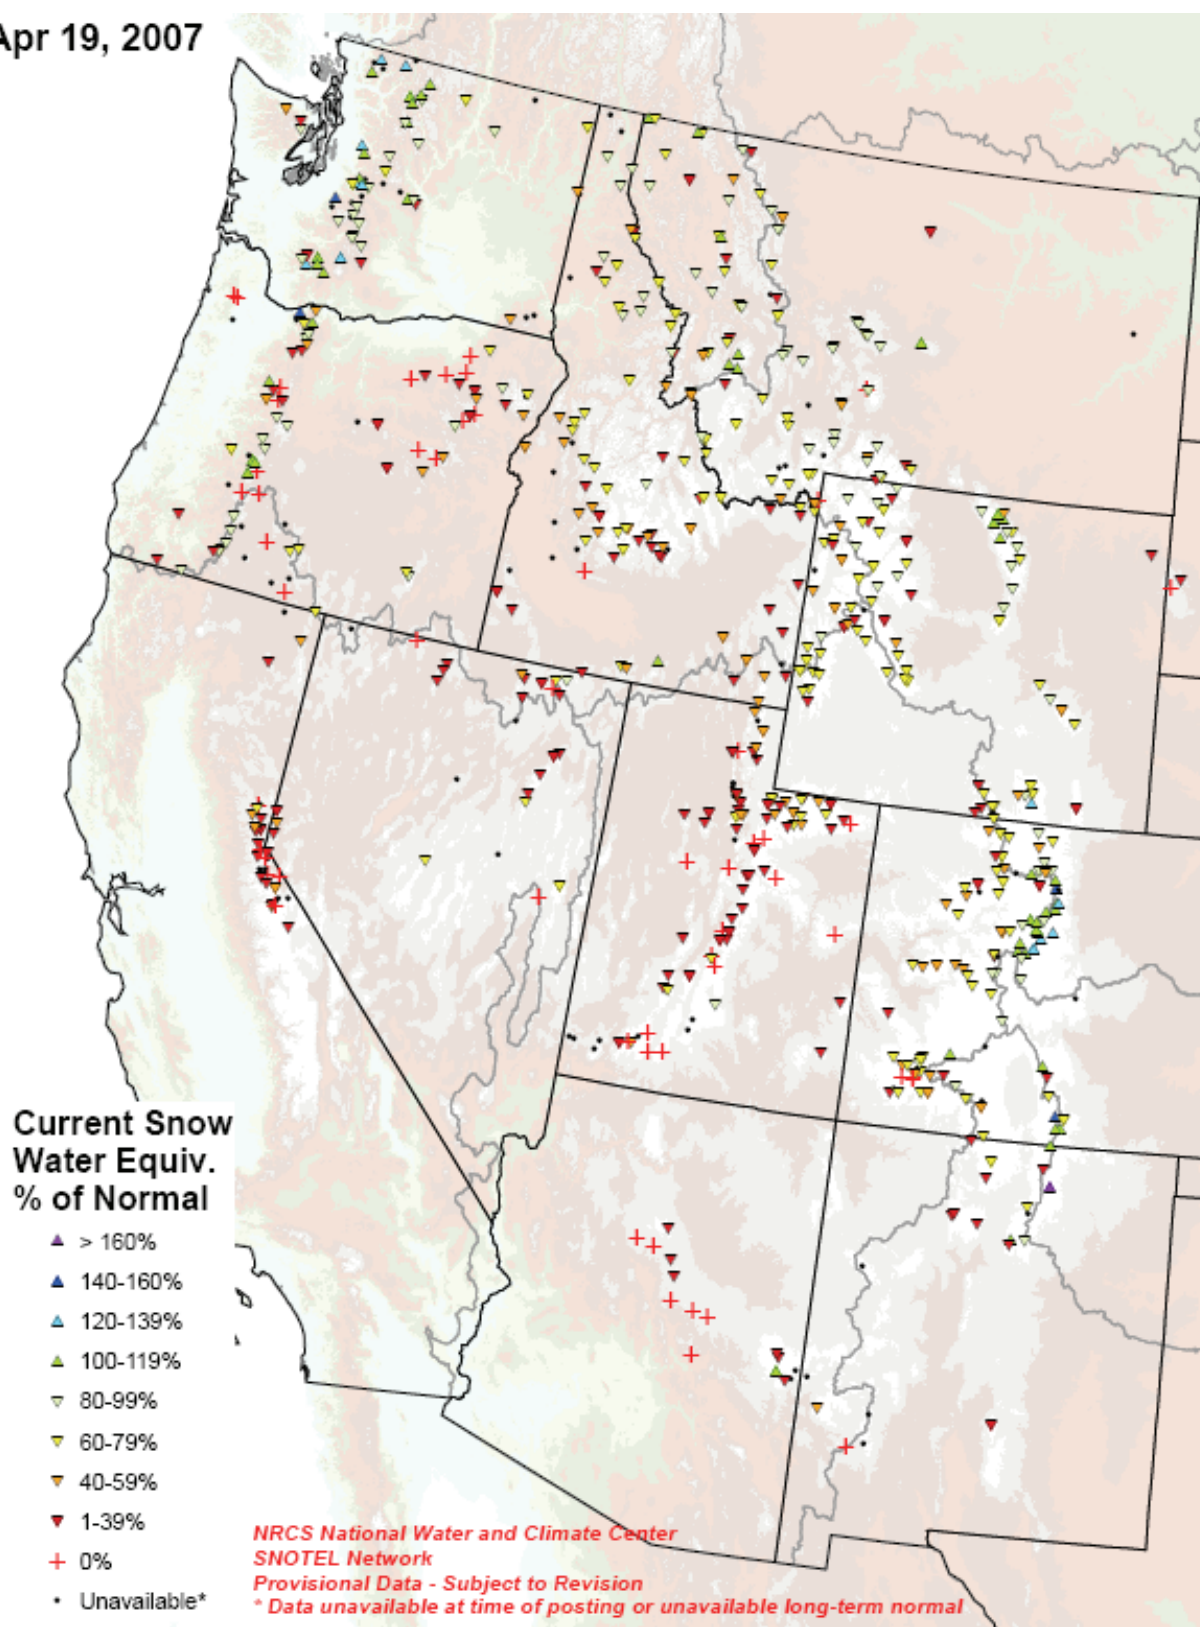 Apr 19, 2007
Current Snow
Water Equiv.
% of Normal
> 160%
140-160%
120-139%
100-119%
80-99%
60-79%
40-59%
1-39%
0%
Unavailable*
NRCS National Water and Climate Center
SNOTEL Network
Provisional Data - Subject to Revision
* Data unavailable at time of posting or unavailable long-term normal